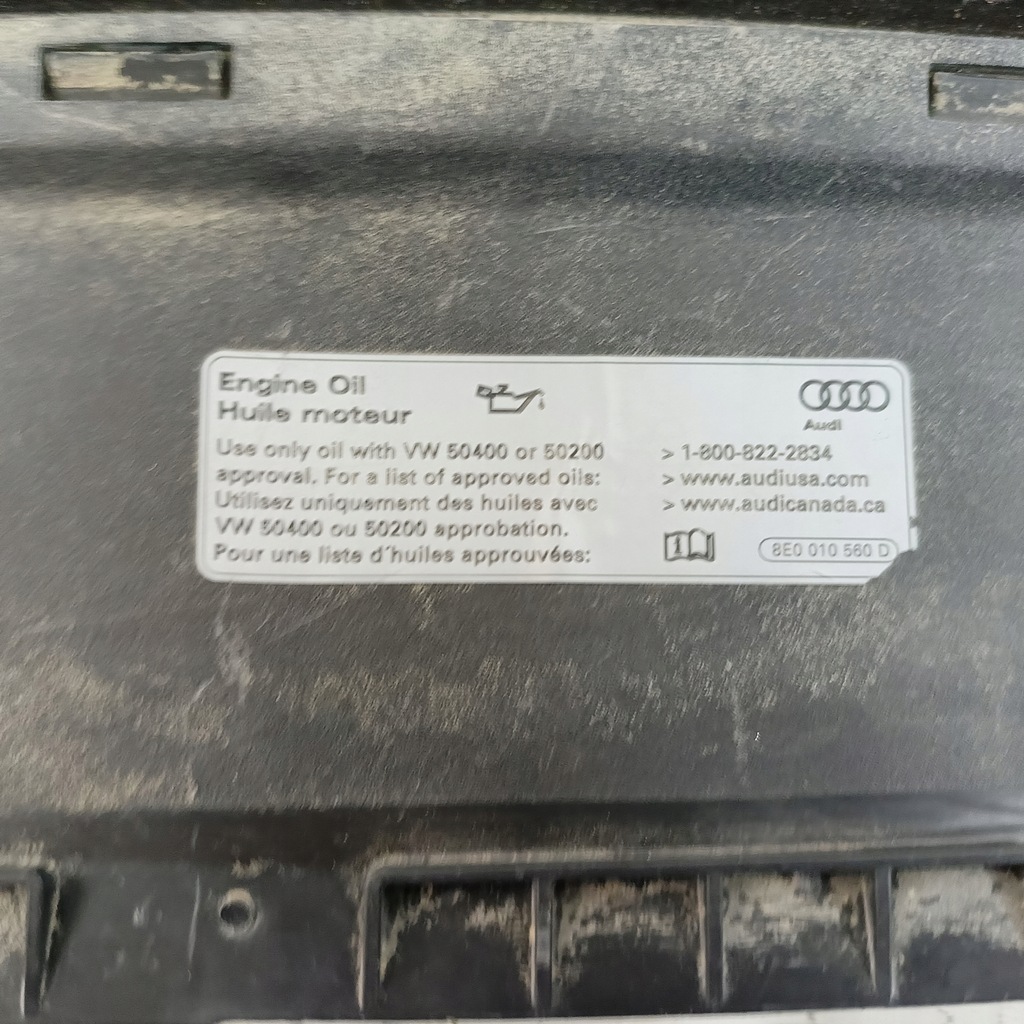 Engine Oil
Huile moteur
Audi
Use only oil with VW 50400 or 50200
approval. For a list of approved oils:
Utilisez uniquement des huiles avec
VW 50400 ou 50200 approbation.
Pour une liste d'huiles approuvées:
> 1-800-822-2834
> www.audiusa.com
> www.audicanada.ca
8E0 010 560 D